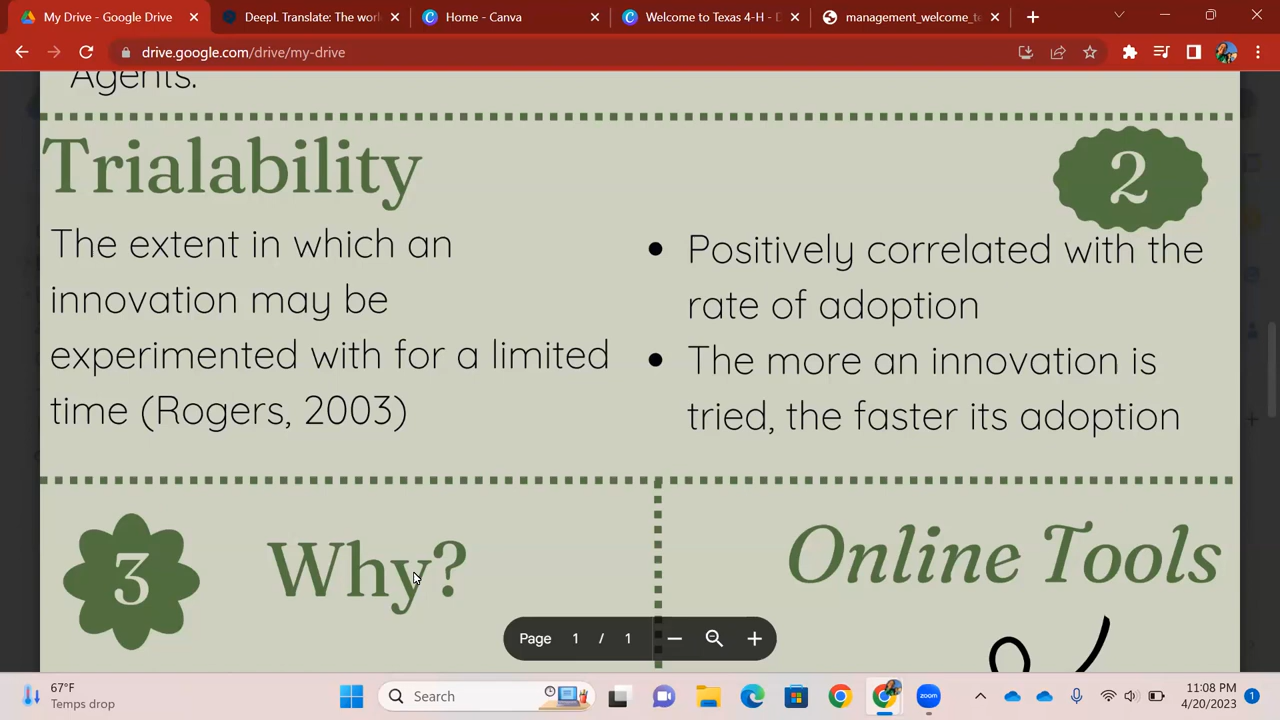 My Drive - Google Drive
DeepL Translate: The worl
Home - Canva
Welcome to Texas 4-H - D
management_welcome_te
drive.google.com/drive/my-drive
Agents.
Trialability
2
The extent in which an
innovation may be
experimented with for a limited
time (Rogers, 2003)
• Positively correlated with the
rate of adoption
• The more an innovation is
tried, the faster its adoption
3
Why?
Online Tools
Page 1 / 1
67°F
Temps drop
Search
zoom
11:08 PM
4/20/2023
1